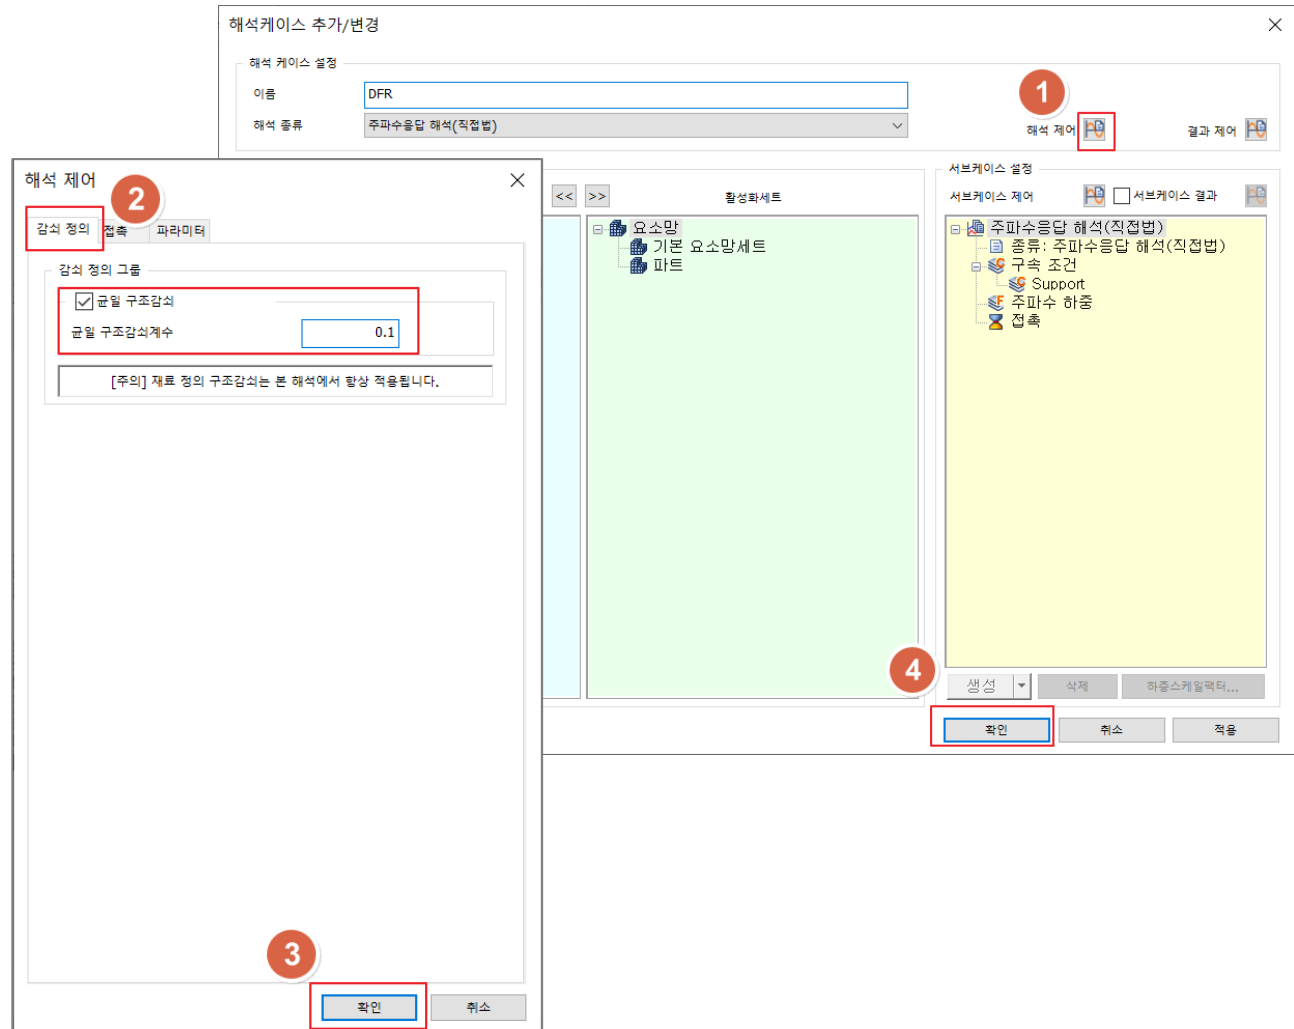 해석케이스 추가/변경
해석 케이스 설정
이름
DFR
1
해석 종류
주파수응답 해석(직접법)
해석 제어
결과 제어
해석 제어
2
감쇠 정의
접촉
파라미터
감쇠 정의 그룹
균일 구조감쇠
균일 구조감쇠계수
0.1
[주의] 재료 정의 구조감쇠는 본 해석에서 항상 적용됩니다.
3
확인
취소
<<
>>
활성화세트
요소망
기본 요소망세트
파트
서브케이스 설정
서브케이스 제어
서브케이스 결과
주파수응답 해석(직접법)
종류: 주파수응답 해석(직접법)
구속 조건
Support
주파수 하중
접촉
4
생성
삭제
하중스케일팩터...
확인
취소
적용